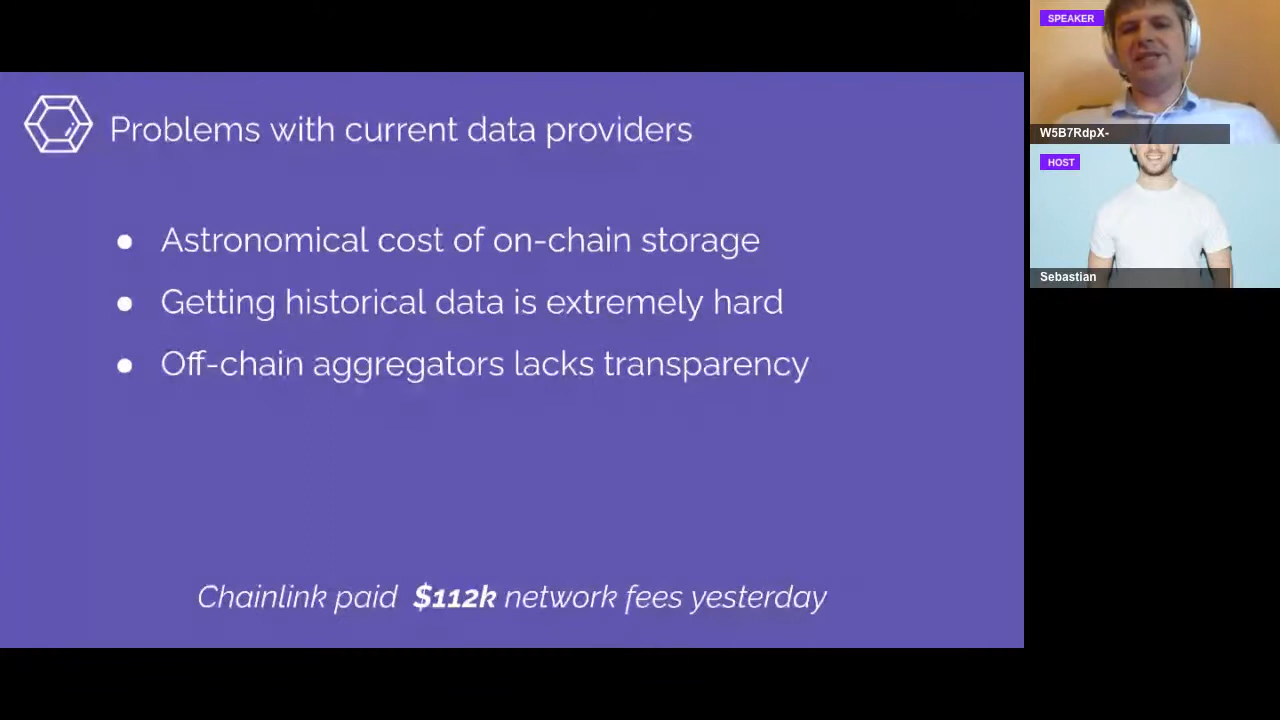 Problems with current data providers
● Astronomical cost of on-chain storage
● Getting historical data is extremely hard
● Off-chain aggregators lacks transparency
Chainlink paid $112k network fees yesterday
SPEAKER
W5B7RdpX-
HOST
Sebastian